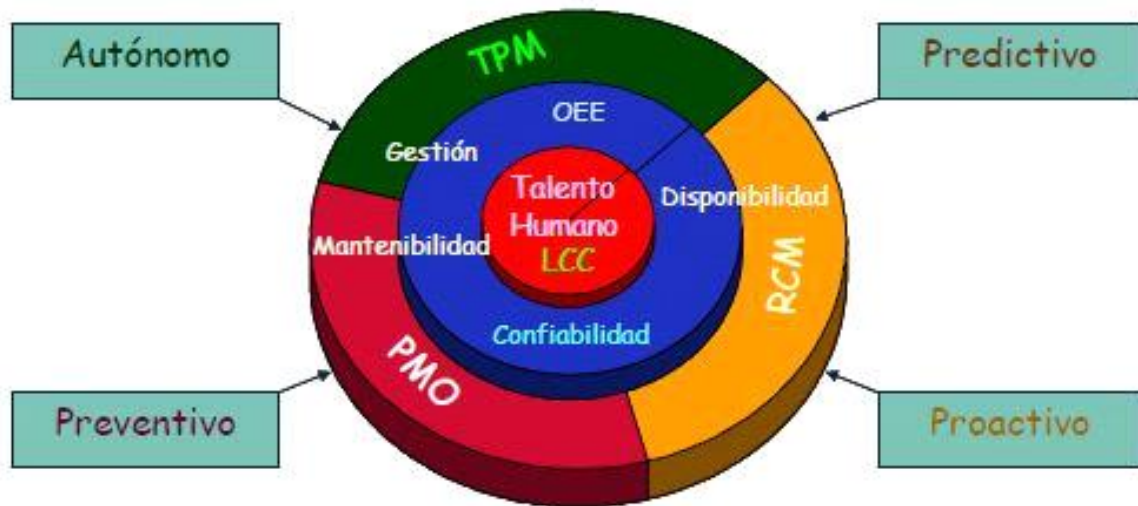 Autónomo
TPM
Predictivo
OEE
Gestión
Talento
Humano
LCC
Disponibilidad
Mantenibilidad
RCM
Confiabilidad
PMO
Preventivo
Proactivo